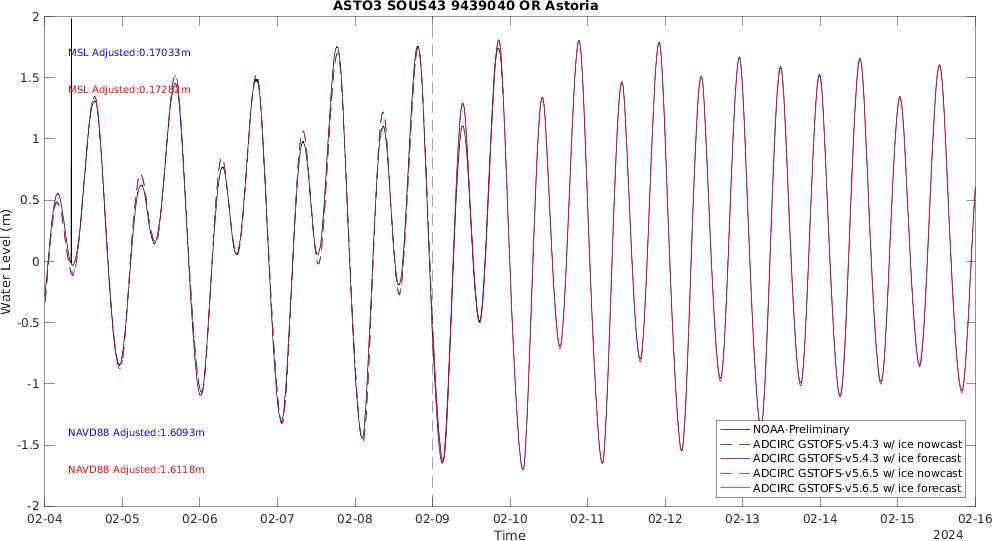 ASTO3 SOUS43 9439040 OR Astoria
Water Level (m)
2
1.5
1
0.5
0
-0.5
-1
-1.5
-2
MSL Adjusted:0.17033m
MSL Adjusted:0.17282m
NAVD88 Adjusted:1.6093m
NAVD88 Adjusted:1.6118m
NOAA-Preliminary
ADCIRC GSTOFS-v5.4.3 w/ ice nowcast
ADCIRC GSTOFS-v5.4.3 w/ ice forecast
ADCIRC GSTOFS-v5.6.5 w/ ice nowcast
ADCIRC GSTOFS-v5.6.5 w/ ice forecast
02-04 02-05 02-06 02-07 02-08 02-09 02-10 02-11 02-12 02-13 02-14 02-15 02-16
Time
2024